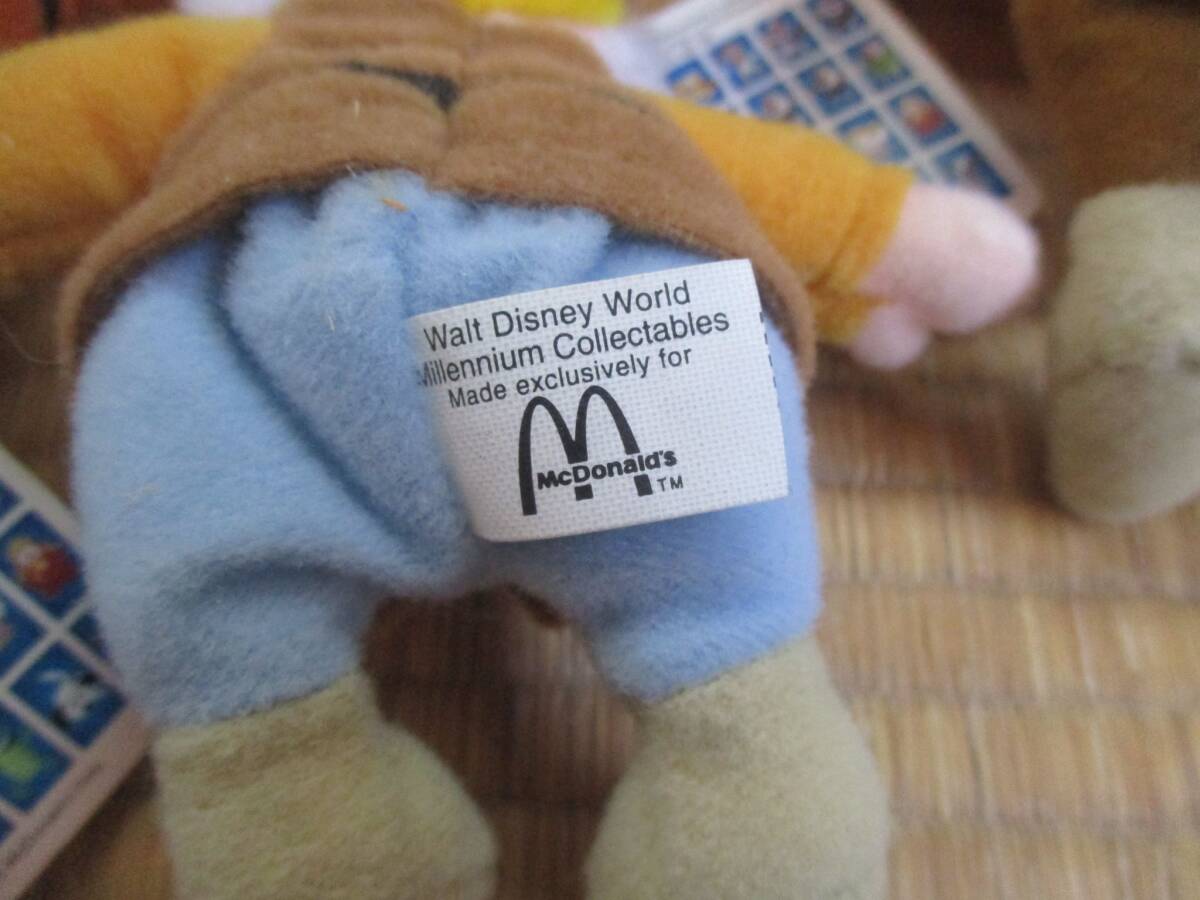 Walt Disney World
Millennium Collectables
Made exclusively for
McDonald's
TM